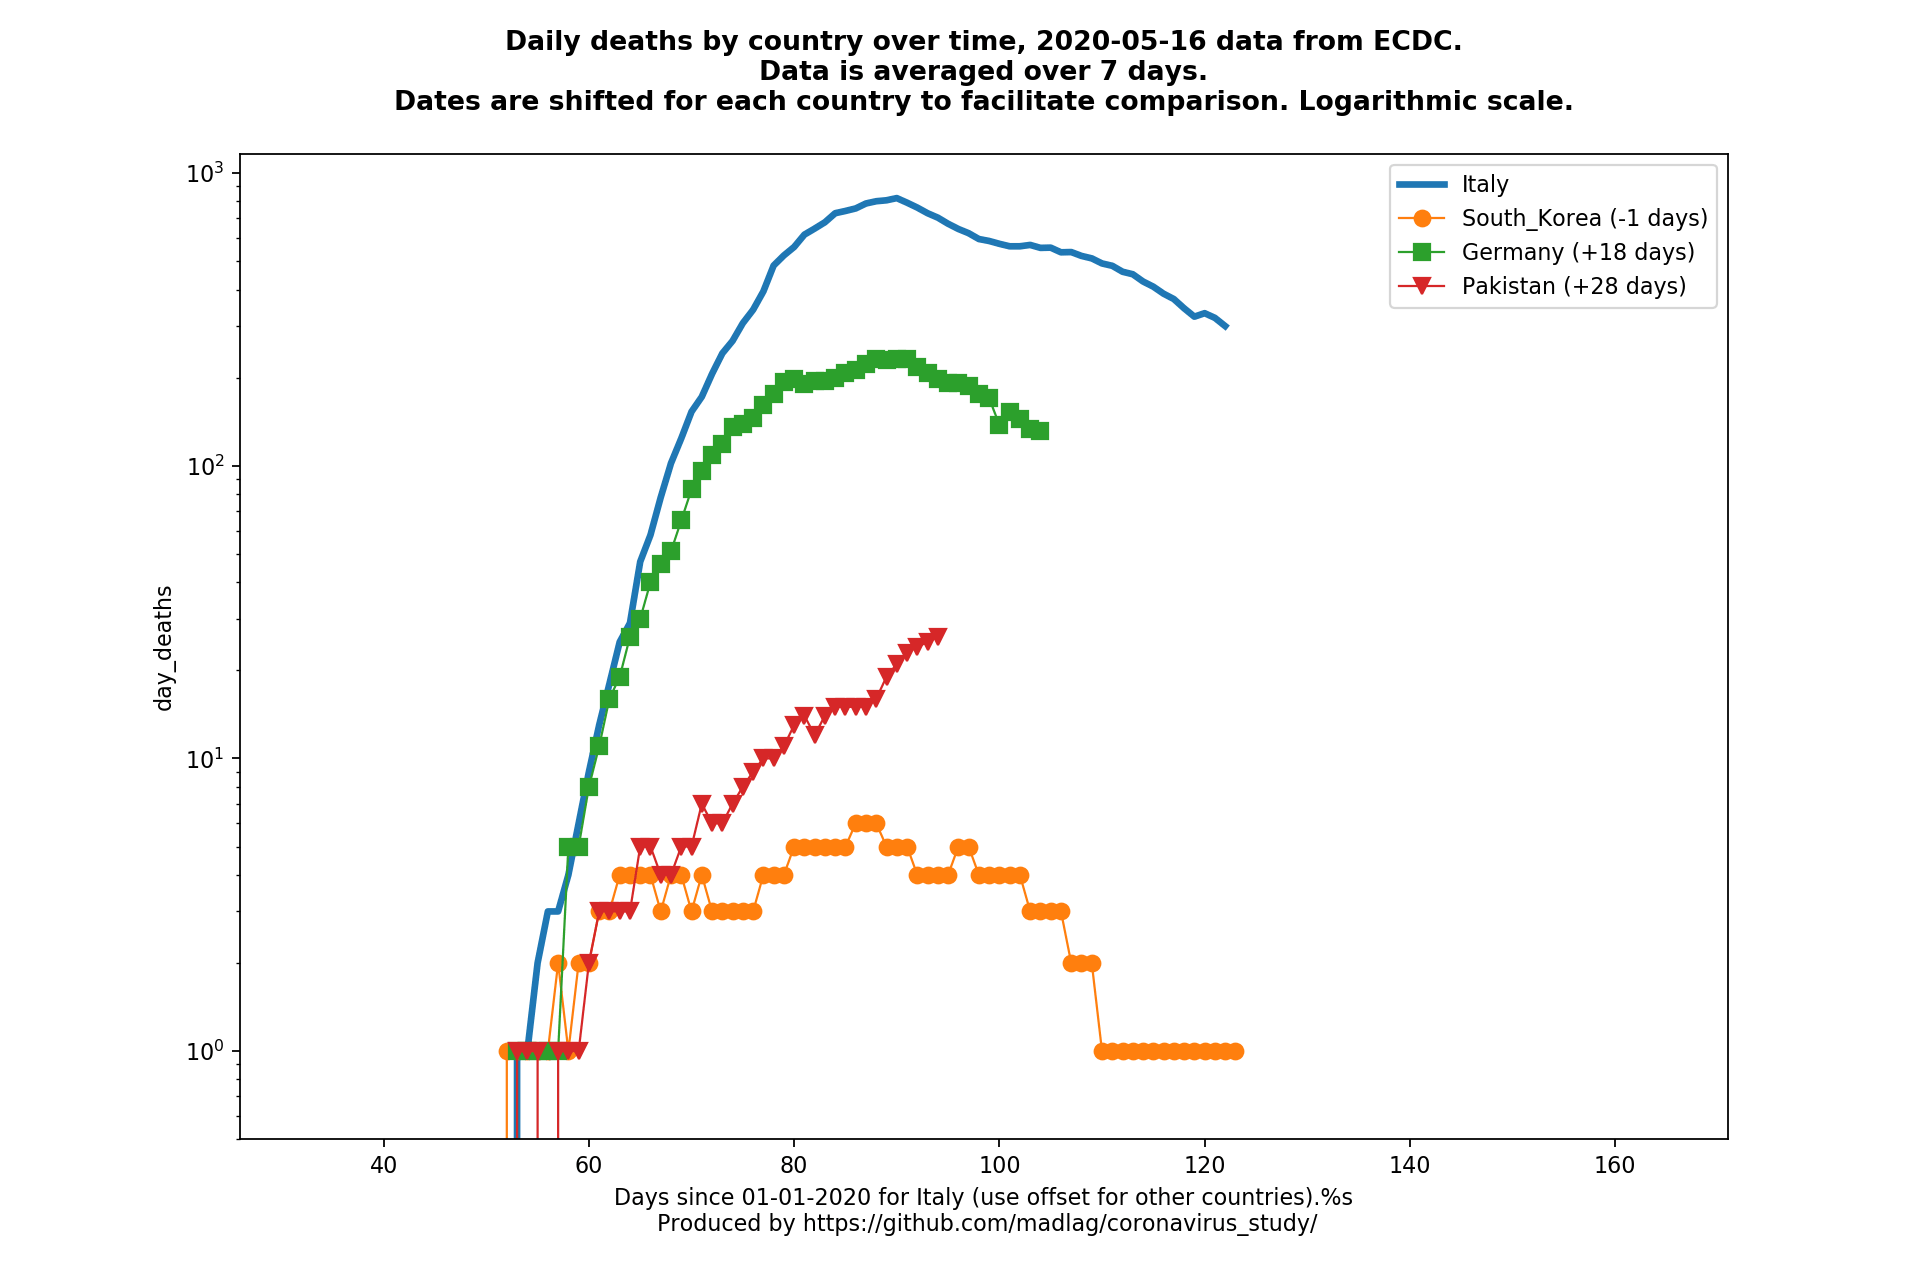 Daily deaths by country over time, 2020-05-16 data from ECDC.
Data is averaged over 7 days.
Dates are shifted for each country to facilitate comparison. Logarithmic scale.
Italy
South_Korea (-1 days)
Germany (+18 days)
Pakistan (+28 days)
day_deaths
10³
10²
10¹
10⁰
40 60 80 100 120 140 160
Days since 01-01-2020 for Italy (use offset for other countries).%s
Produced by https://github.com/madlag/coronavirus_study/